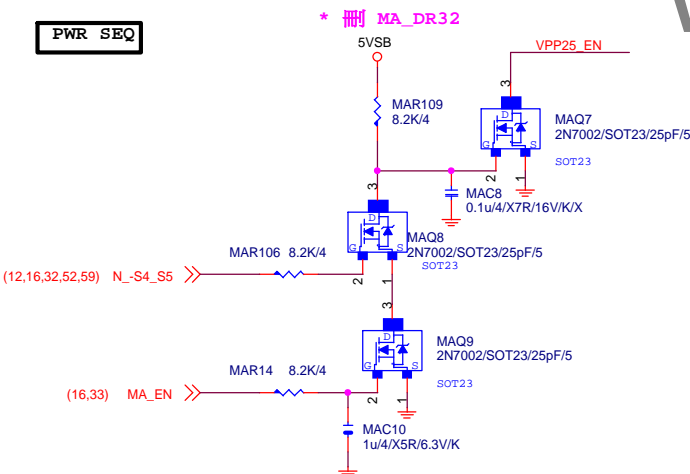 * 刪 MA_DR32
PWR SEQ
5VSB
VPP25_EN
3
MAR109
8.2K/4
D
G
S
MAQ7
2N7002/SOT23/25pF/5
SOT23
2
1
3
MAC8
0.1u/4/X7R/16V/K/X
D
G
S
MAQ8
2N7002/SOT23/25pF/5
SOT23
MAR106 8.2K/4
(12,16,32,52,59) N_-S4_S5
2
1
3
D
G
S
MAQ9
2N7002/SOT23/25pF/5
SOT23
MAR14 8.2K/4
(16,33) MA_EN
2
1
MAC10
1u/4/X5R/6.3V/K